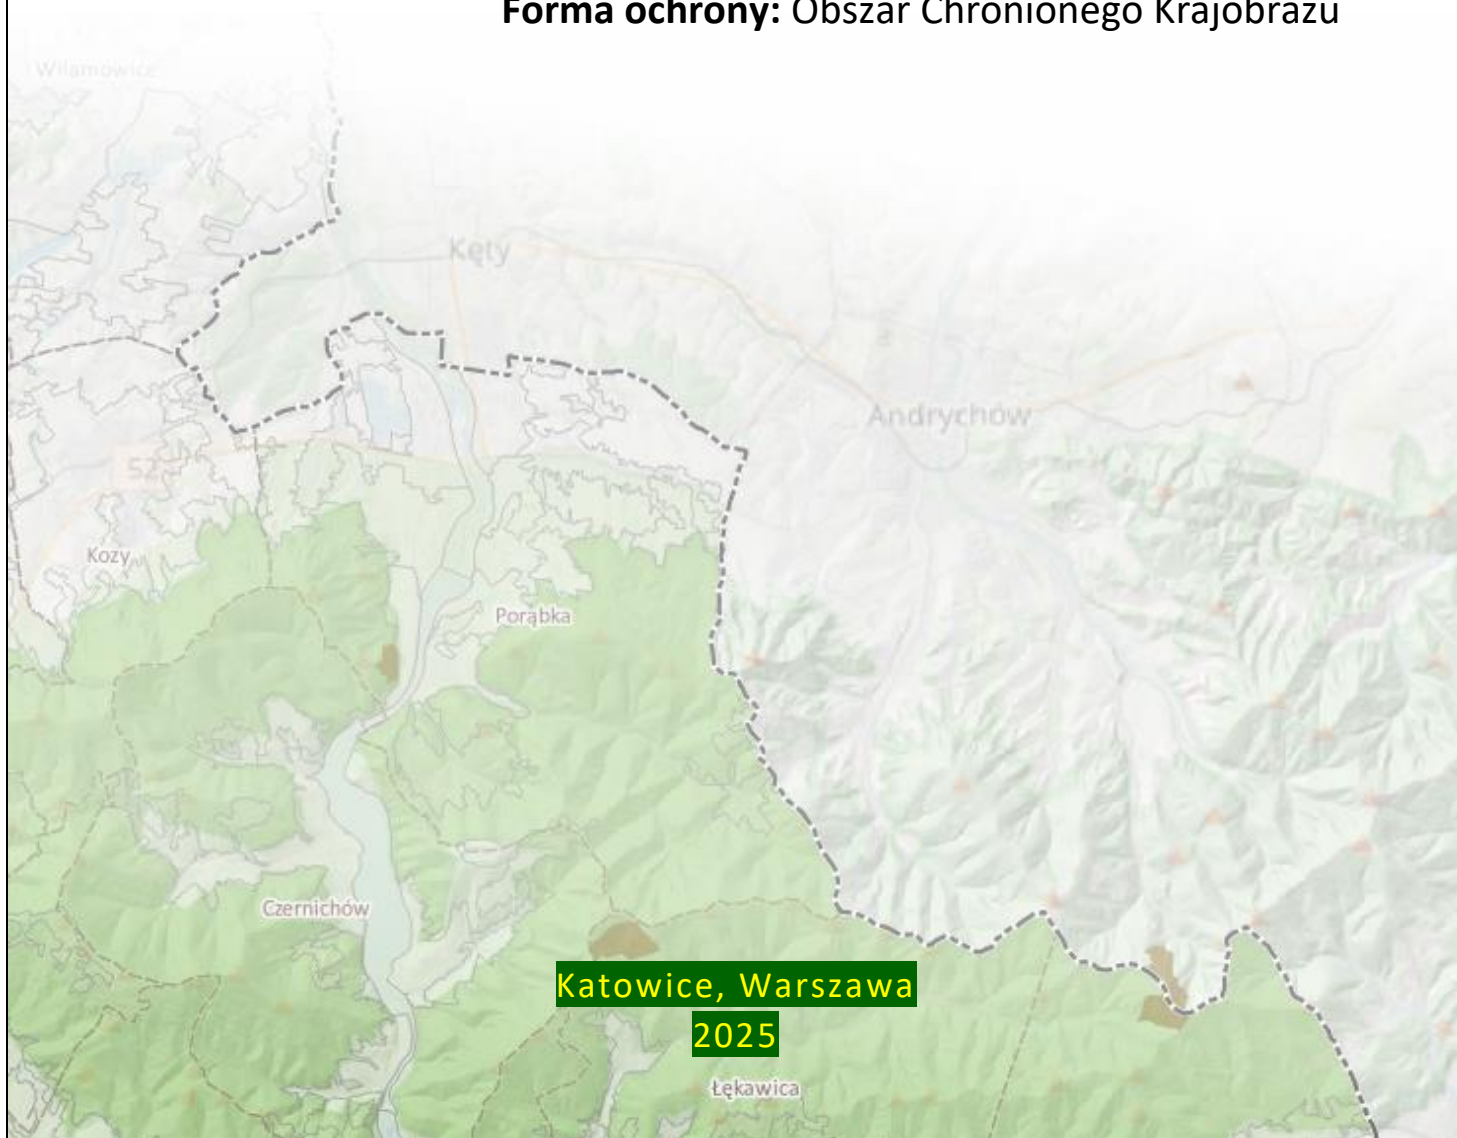 Forma ochrony: Obszar Chronionego Krajobrazu
Wilamowice
Kęty
Andrychów
52
Kozy
Porąbka
Czernichów
Katowice, Warszawa
2025
Łękawica